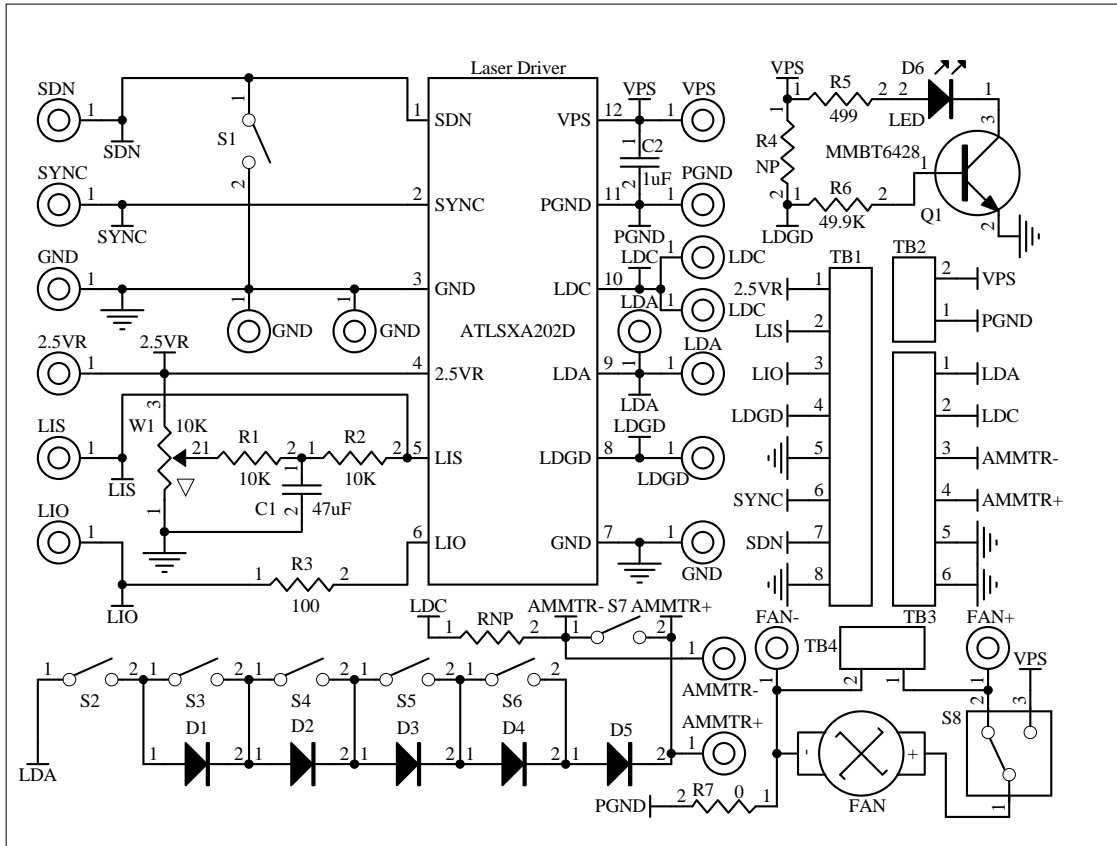 Laser Driver
ATLSXA202D
SDN 1
SDN
S1 1 2
1 SDN
SYNC 1
SYNC
2 SYNC
GND 1
3 GND
1 GND
1 GND
2.5VR 1
2.5VR
4 2.5VR
LIS 1
LIS
W1 10K 3 2 1
1 R1 2
10K
1 R2 2
10K
C1 1 2 47uF
5 LIS
LIO 1
LIO
1 R3 2
100
6 LIO
VPS 12
VPS
1 VPS
C2 1 2
1uF
PGND 11
PGND
1 PGND
LDC 10
LDC
1 LDC
1 LDC
LDA 9
LDA 1
1 LDA
LDA
LDGD 8
LDGD
1 LDGD
GND 7
1 GND
VPS
1 R5 2
499
2 D6 1
LED
R4 1 2
NP
LDGD
1 R6 2
49.9K
MMBT6428
Q1 1 2 3
TB1
2.5VR 1
LIS 2
LIO 3
LDGD 4
5
SYNC 6
SDN 7
8
TB2
2 VPS
1 PGND
1 LDA
2 LDC
3 AMMTR-
4 AMMTR+
5
6
TB3
LDC
1 RNP 2
AMMTR- S7 AMMTR+
1 2
1 AMMTR-
1 AMMTR+
LDA
1 S2 2
1 S3 2
1 S4 2
1 S5 2
1 S6 2
1 D1 2
1 D2 2
1 D3 2
1 D4 2
1 D5 2
PGND
2 R7 0 1
FAN- 1
TB4 2 1
FAN+ 1
VPS
S8 2 3 1
- +
FAN